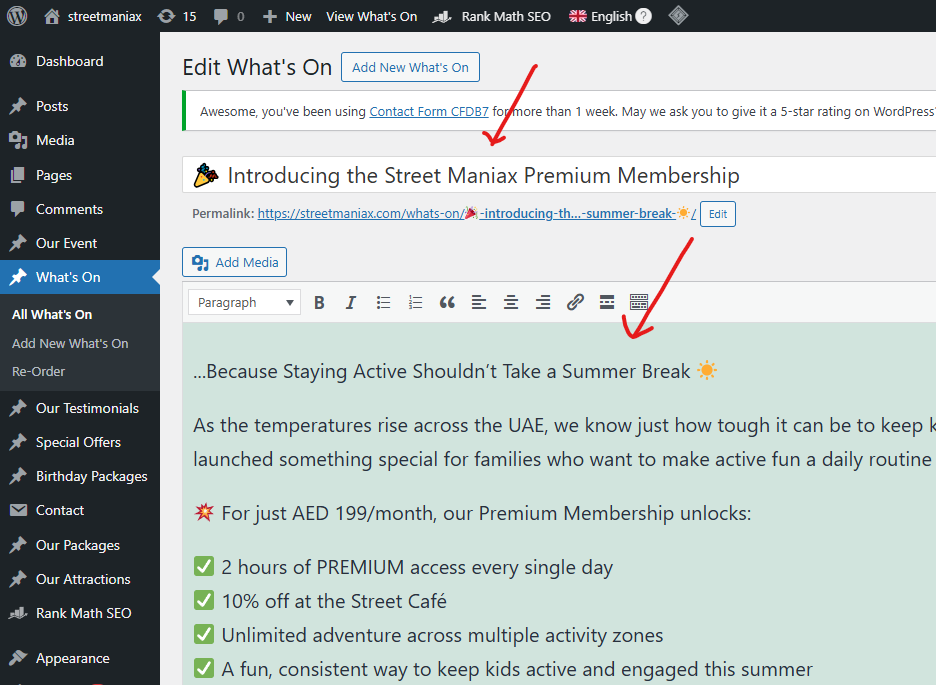 streetmaniax 15 0 New View What's On Rank Math SEO English ?
Dashboard
Posts
Media
Pages
Comments
Our Event
What's On
All What's On
Add New What's On
Re-Order
Our Testimonials
Special Offers
Birthday Packages
Contact
Our Packages
Our Attractions
Rank Math SEO
Appearance
Edit What's On Add New What's On
Awesome, you've been using Contact Form CFDB7 for more than 1 week. May we ask you to give it a 5-star rating on WordPress
🎉 Introducing the Street Maniax Premium Membership
Permalink: https://streetmaniax.com/whats-on/🎉-introducing-th…-summer-break-☀️/ Edit
Add Media
Paragraph B I
...Because Staying Active Shouldn’t Take a Summer Break ☀️
As the temperatures rise across the UAE, we know just how tough it can be to keep
launched something special for families who want to make active fun a daily routine
💥 For just AED 199/month, our Premium Membership unlocks:
✅ 2 hours of PREMIUM access every single day
✅ 10% off at the Street Café
✅ Unlimited adventure across multiple activity zones
✅ A fun, consistent way to keep kids active and engaged this summer